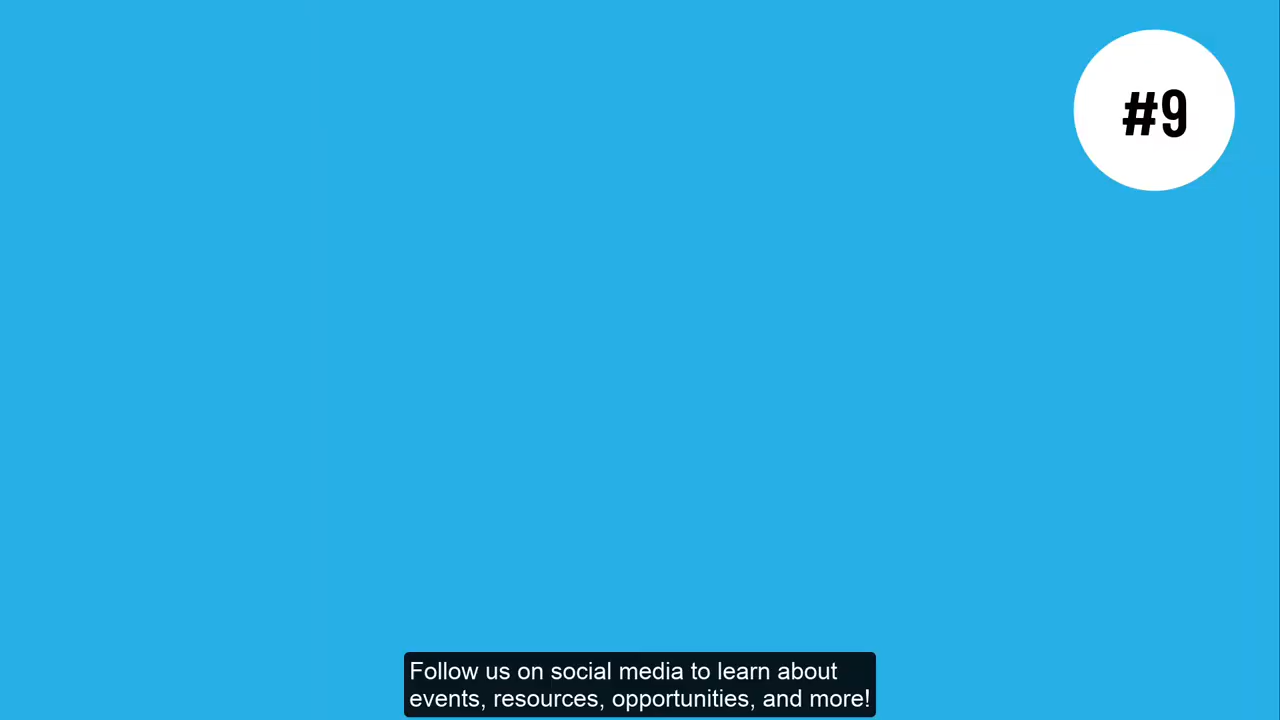 #9
Follow us on social media to learn about
events, resources, opportunities, and more!